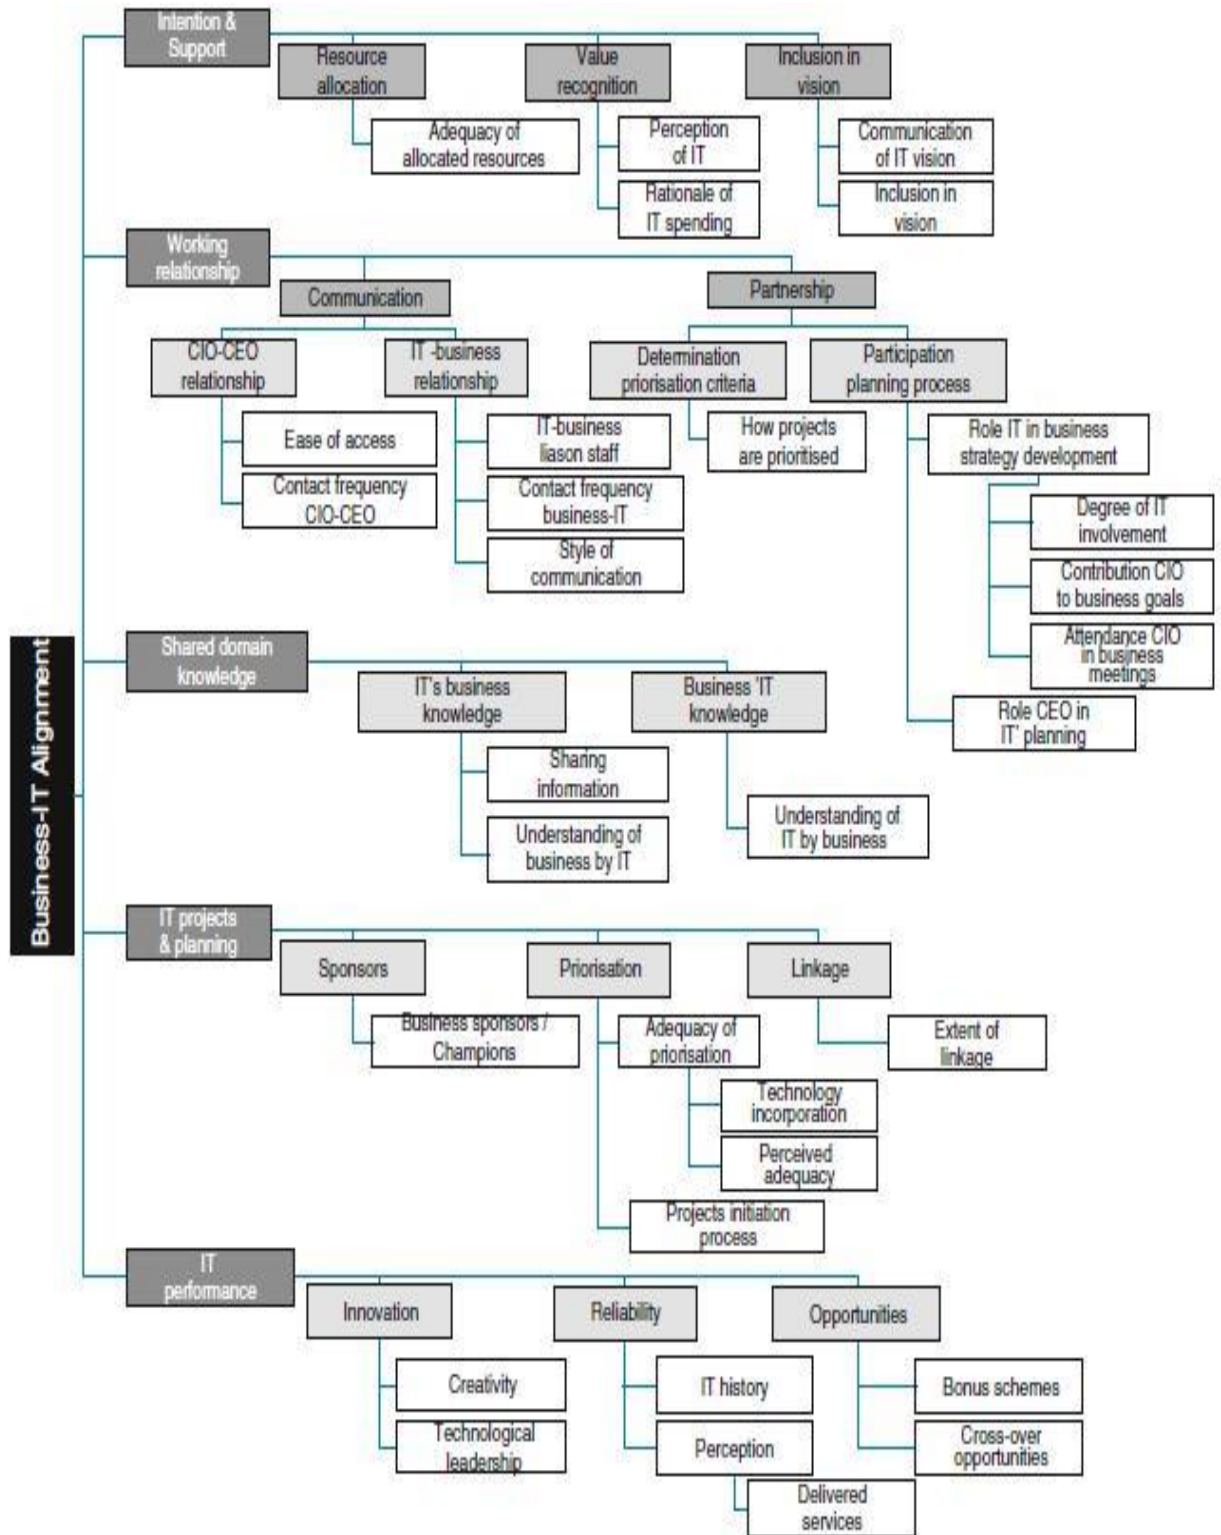 Business-IT Alignment
Intention &
Support
Resource
allocation
Value
recognition
Inclusion in
vision
Adequacy of
allocated resources
Perception
of IT
Rationale of
IT spending
Communication
of IT vision
Inclusion in
vision
Working
relationship
Communication
Partnership
CIO-CEO
relationship
IT -business
relationship
Determination
priorisation criteria
Participation
planning process
Ease of access
Contact frequency
CIO-CEO
IT-business
liason staff
Contact frequency
business-IT
Style of
communication
How projects
are prioritised
Role IT in business
strategy development
Degree of IT
involvement
Contribution CIO
to business goals
Attendance CIO
in business
meetings
Role CEO in
IT' planning
Shared domain
knowledge
IT's business
knowledge
Business 'IT
knowledge
Sharing
information
Understanding of
business by IT
Understanding of
IT by business
IT projects
& planning
Sponsors
Priorisation
Linkage
Business sponsors /
Champions
Adequacy of
priorisation
Technology
incorporation
Perceived
adequacy
Projects initiation
process
Extent of
linkage
IT
performance
Innovation
Reliability
Opportunities
Creativity
Technological
leadership
IT history
Perception
Delivered
services
Bonus schemes
Cross-over
opportunities